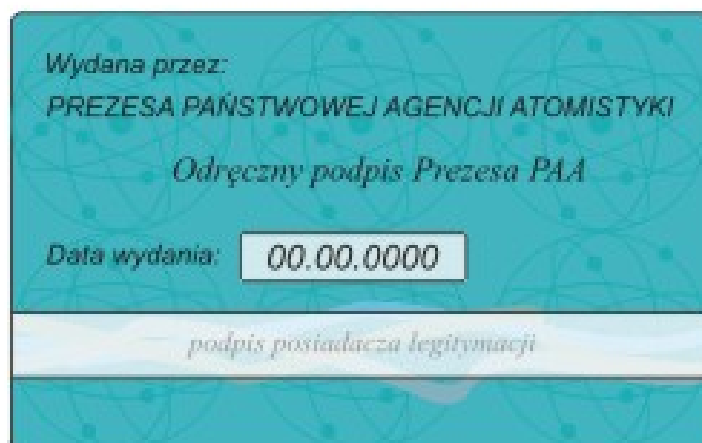 Wydana przez:
PREZESA PAŃSTWOWEJ AGENCJI ATOMISTYKI
Odręczny podpis Prezesa PAA
Data wydania: 00.00.0000
podpis posiadacza legitymacji